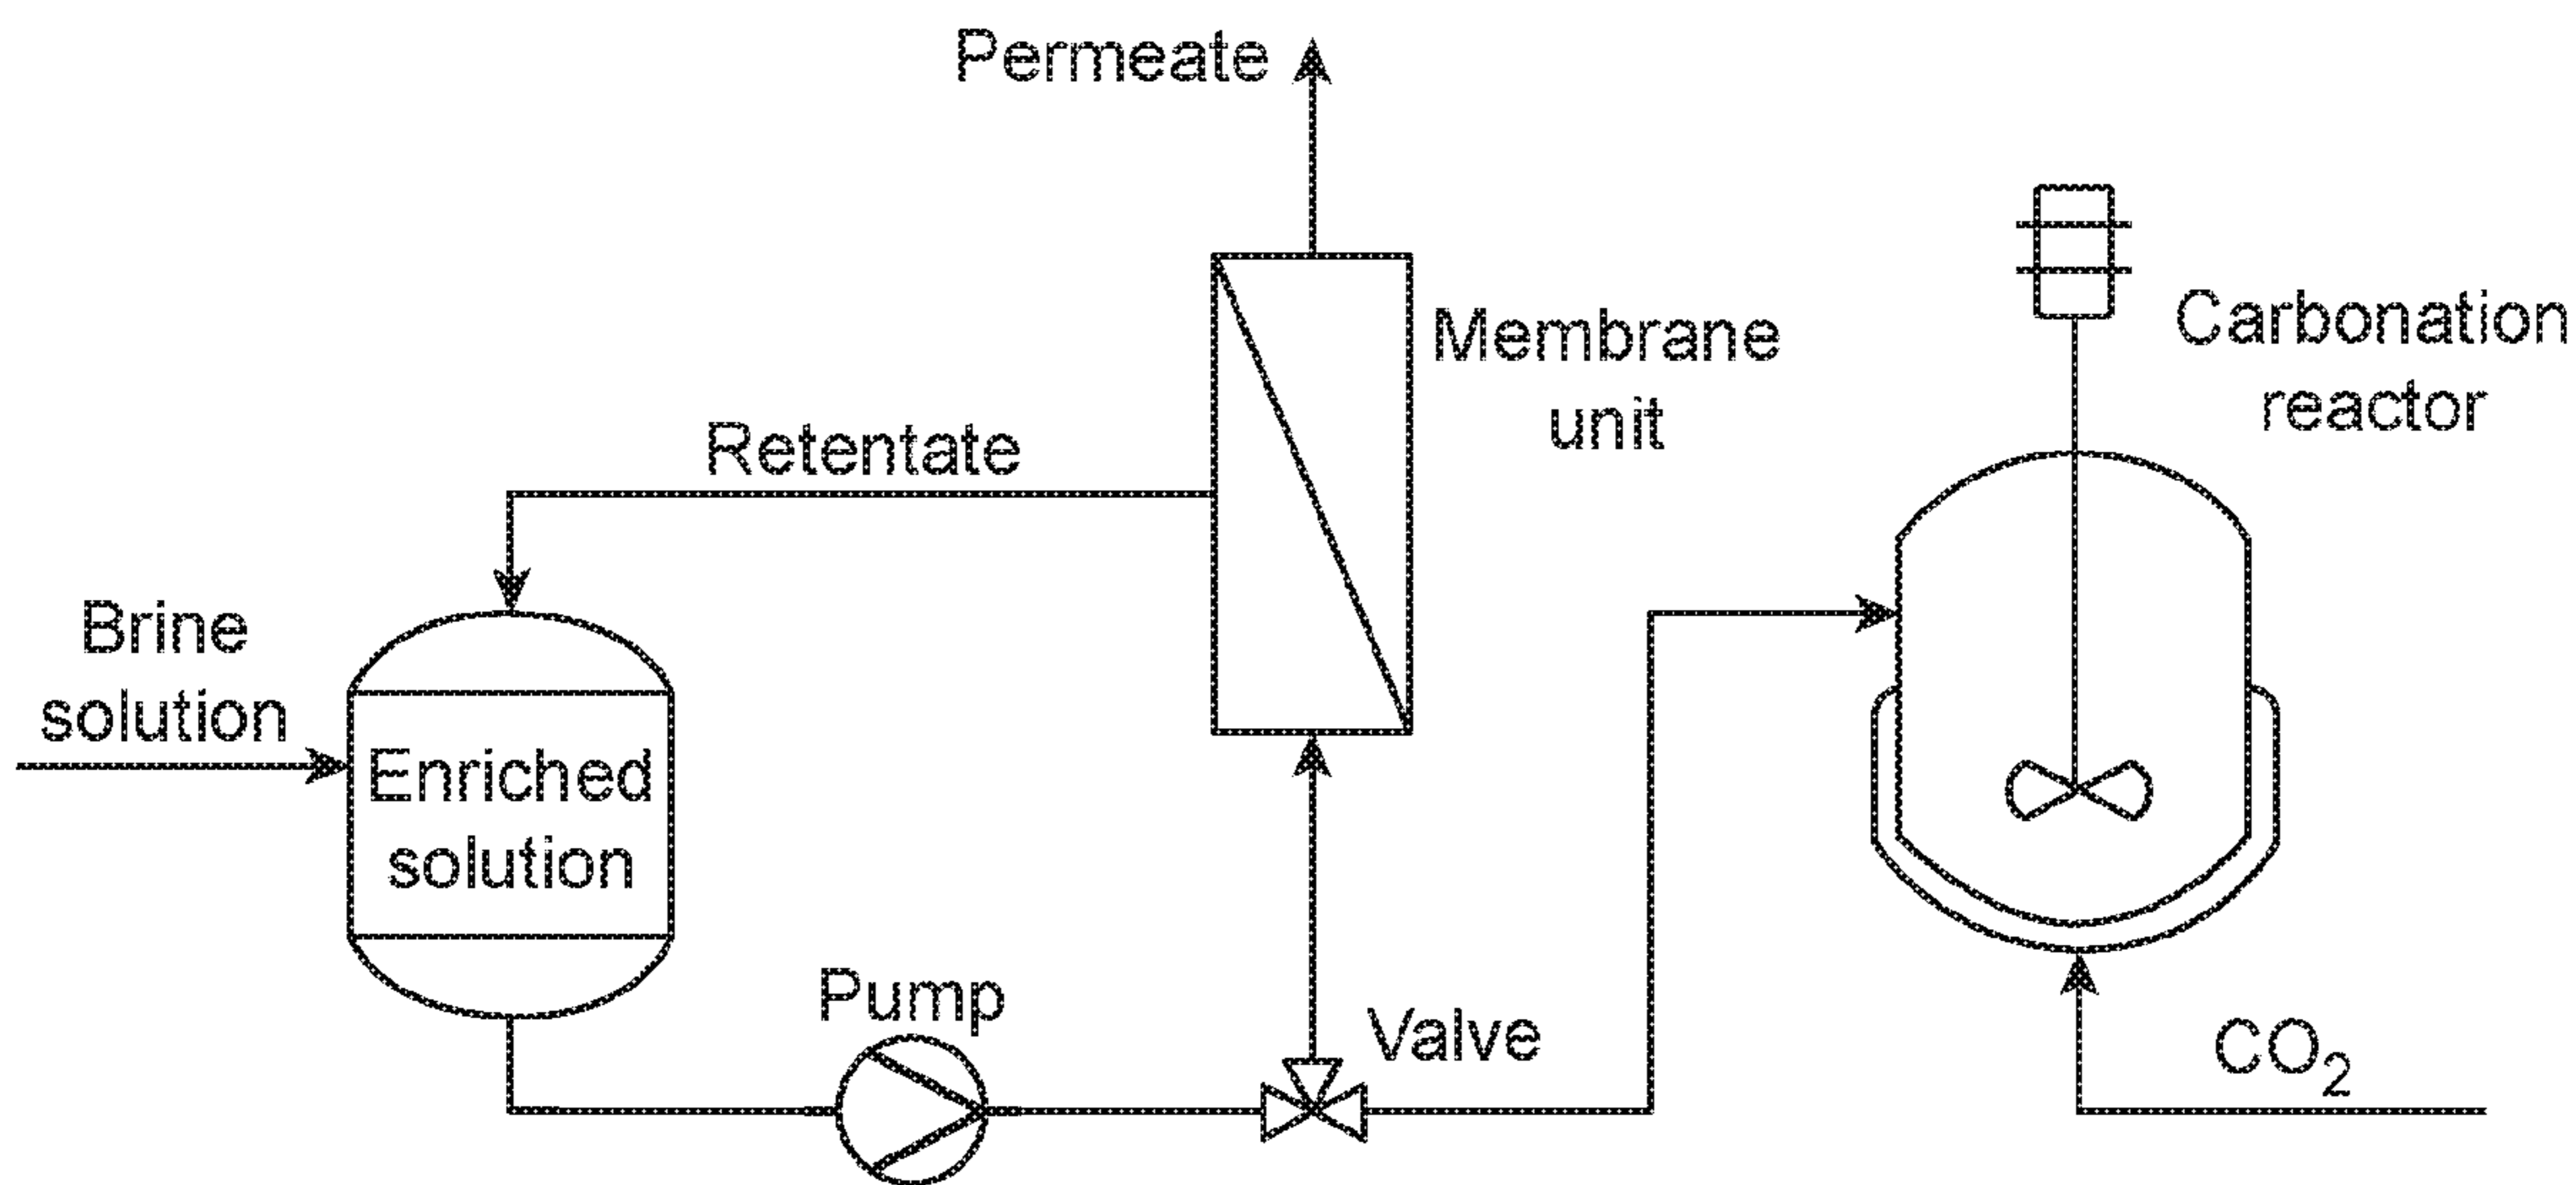 Permeate
Membrane
unit
Carbonation
reactor
Retentate
Brine
solution
Enriched
solution
Pump
Valve
CO₂